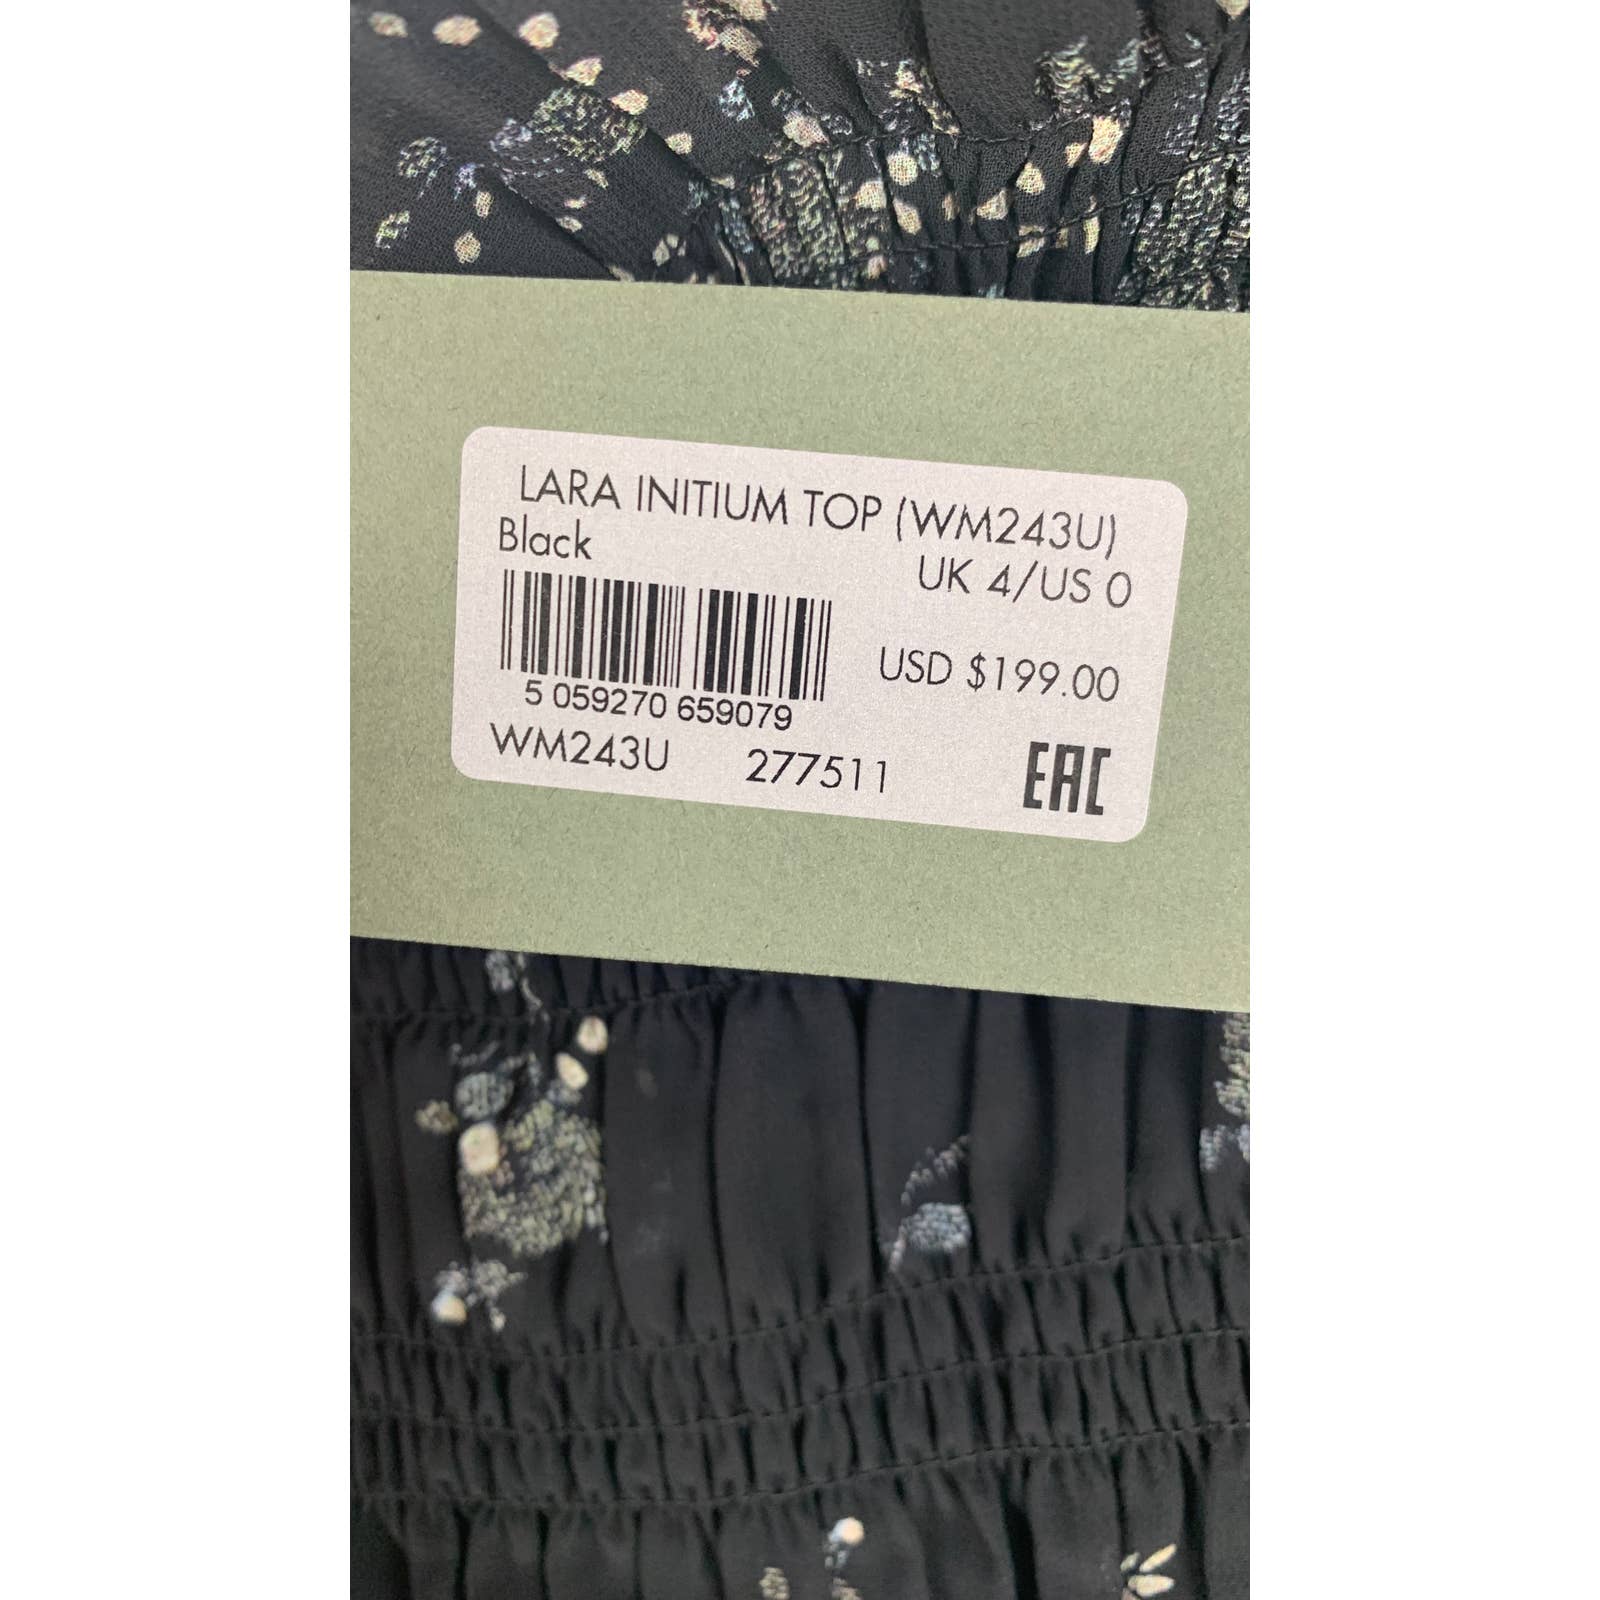 LARA INITIUM TOP (WM243U)
Black
UK 4/US 0
USD $199.00
5 059270 659079
WM243U 277511
EAC